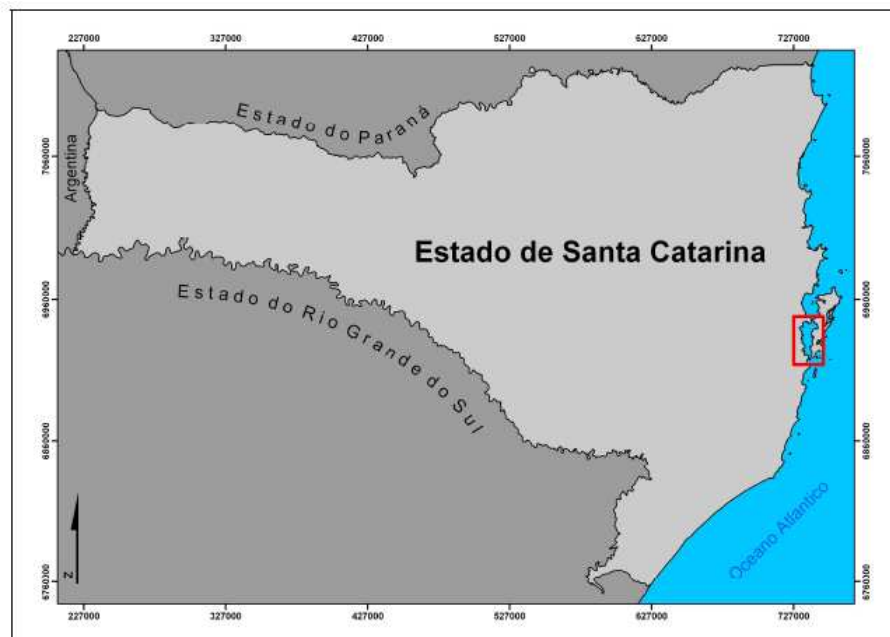 227000 327000 427000 527000 627000 727000
Estado do Paraná
Argentina
7060000 7060000
Estado de Santa Catarina
Estado do Rio Grande do Sul
6960000 6960000
6860000 6860000
Oceano Atlantico
N
6760000 6760000
227000 327000 427000 527000 627000 727000